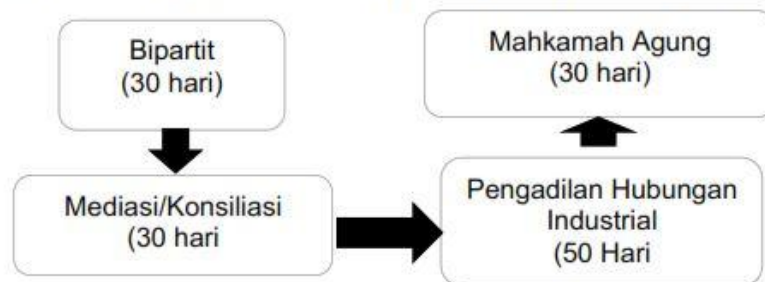 Bipartit
(30 hari)
Mediasi/Konsiliasi
(30 hari
Pengadilan Hubungan
Industrial
(50 Hari
Mahkamah Agung
(30 hari)